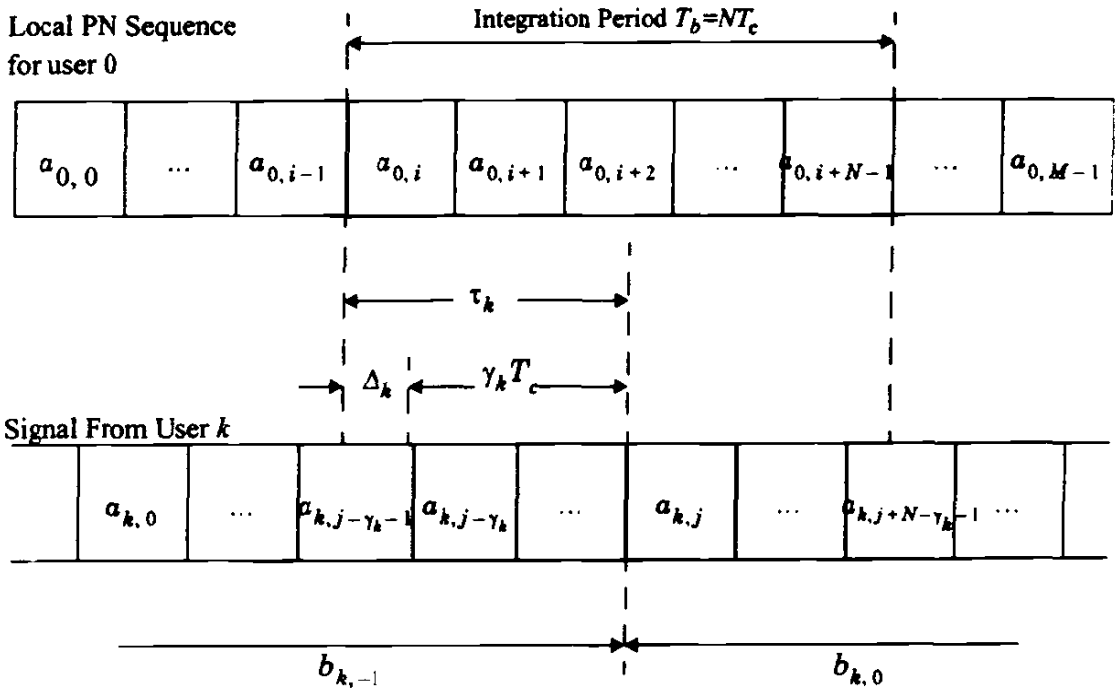 Local PN Sequence
for user 0
Integration Period T_b=NT_c
a_{0, 0} ... a_{0, i-1} a_{0, i} a_{0, i+1} a_{0, i+2} ... a_{0, i+N-1} ... a_{0, M-1}
τ_k
Δ_k γ_k T_c
Signal From User k
a_{k, 0} ... a_{k, j-γ_k-1} a_{k, j-γ_k} ... a_{k, j} ... a_{k, j+N-γ_k-1} ...
b_{k, -1} b_{k, 0}